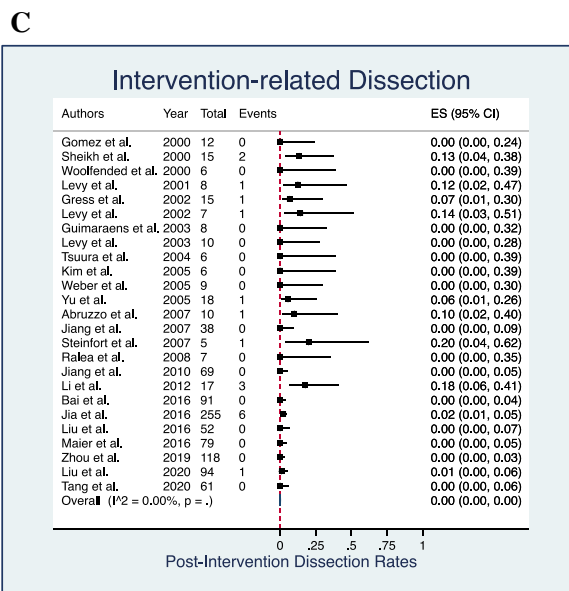 C
Intervention-related Dissection
Authors Year Total Events ES (95% CI)
Gomez et al. 2000 12 0 0.00 (0.00, 0.24)
Sheikh et al. 2000 15 2 0.13 (0.04, 0.38)
Woolfended et al. 2000 6 0 0.00 (0.00, 0.39)
Levy et al. 2001 8 1 0.12 (0.02, 0.47)
Gress et al. 2002 15 1 0.07 (0.01, 0.30)
Levy et al. 2002 7 1 0.14 (0.03, 0.51)
Guimaraens et al. 2003 8 0 0.00 (0.00, 0.32)
Levy et al. 2003 10 0 0.00 (0.00, 0.28)
Tsuura et al. 2004 6 0 0.00 (0.00, 0.39)
Kim et al. 2005 6 0 0.00 (0.00, 0.39)
Weber et al. 2005 9 0 0.00 (0.00, 0.30)
Yu et al. 2005 18 1 0.06 (0.01, 0.26)
Abruzzo et al. 2007 10 1 0.10 (0.02, 0.40)
Jiang et al. 2007 38 0 0.00 (0.00, 0.09)
Steinfort et al. 2007 5 1 0.20 (0.04, 0.62)
Ralea et al. 2008 7 0 0.00 (0.00, 0.35)
Jiang et al. 2010 69 0 0.00 (0.00, 0.05)
Li et al. 2012 17 3 0.18 (0.06, 0.41)
Bai et al. 2016 91 0 0.00 (0.00, 0.04)
Jia et al. 2016 255 6 0.02 (0.01, 0.05)
Liu et al. 2016 52 0 0.00 (0.00, 0.07)
Maier et al. 2016 79 0 0.00 (0.00, 0.05)
Zhou et al. 2019 118 0 0.00 (0.00, 0.03)
Liu et al. 2020 94 1 0.01 (0.00, 0.06)
Tang et al. 2020 61 0 0.00 (0.00, 0.06)
Overall (I^2 = 0.00%, p = .) 0.00 (0.00, 0.00)
0 .25 .5 .75 1
Post-Intervention Dissection Rates